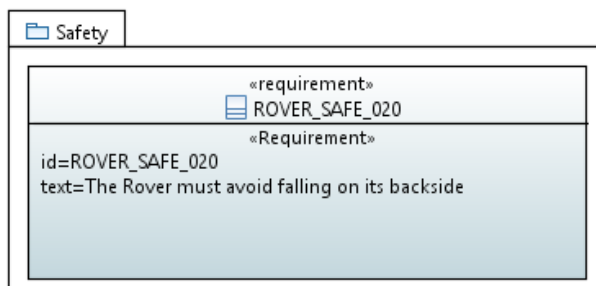 Safety
«requirement»
ROVER_SAFE_020
«Requirement»
id=ROVER_SAFE_020
text=The Rover must avoid falling on its backside